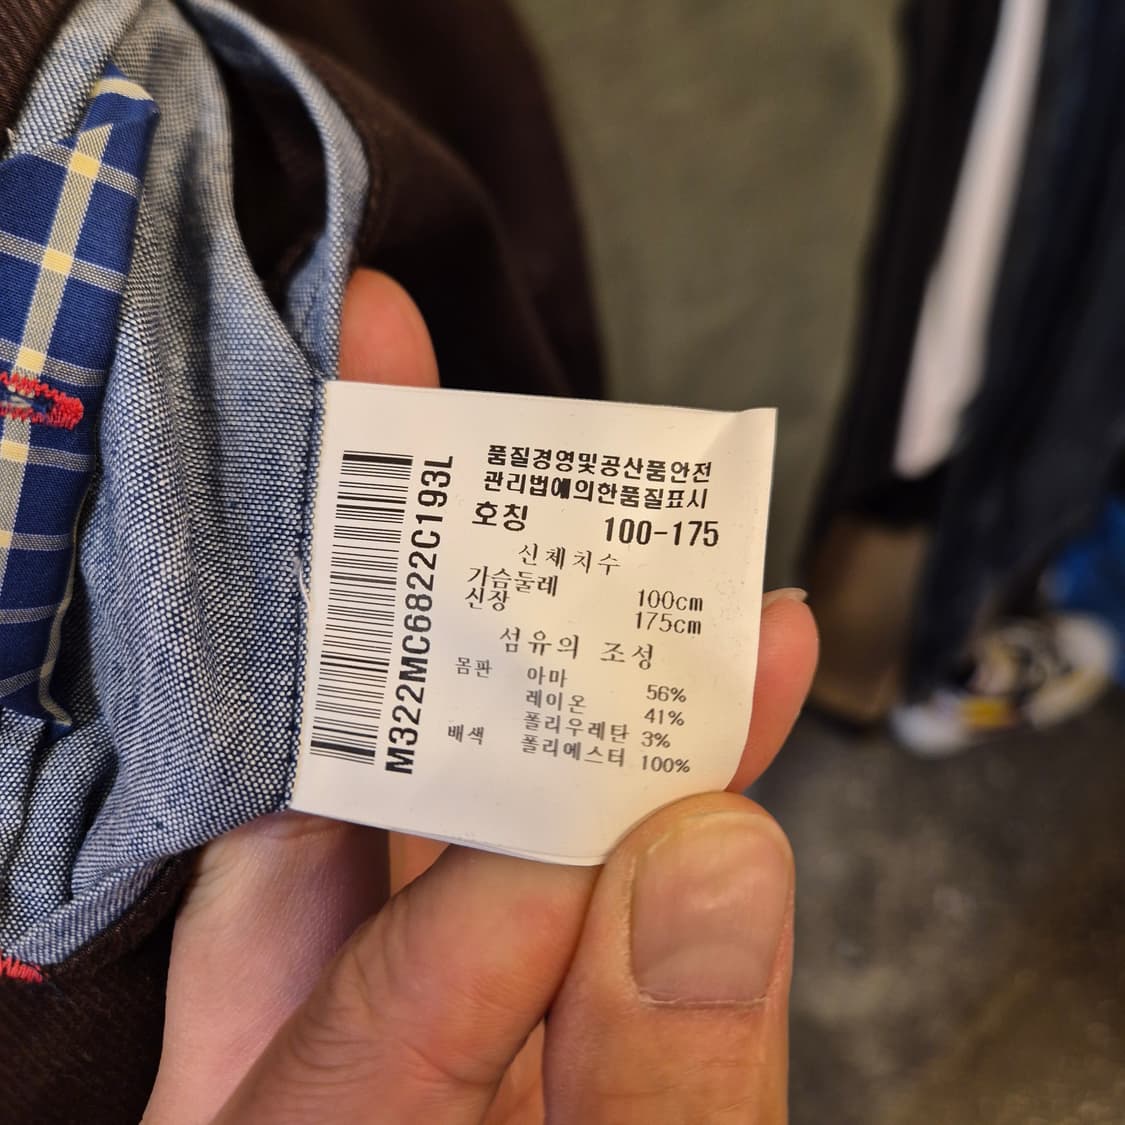 M322MC6822C193L
품질경영및공산품안전
관리법에의한품질표시
호칭 100-175
신체치수
가슴둘레 100cm
신장 175cm
섬유의 조성
몸판 아마 56%
레이온 41%
폴리우레탄 3%
배색 폴리에스터 100%